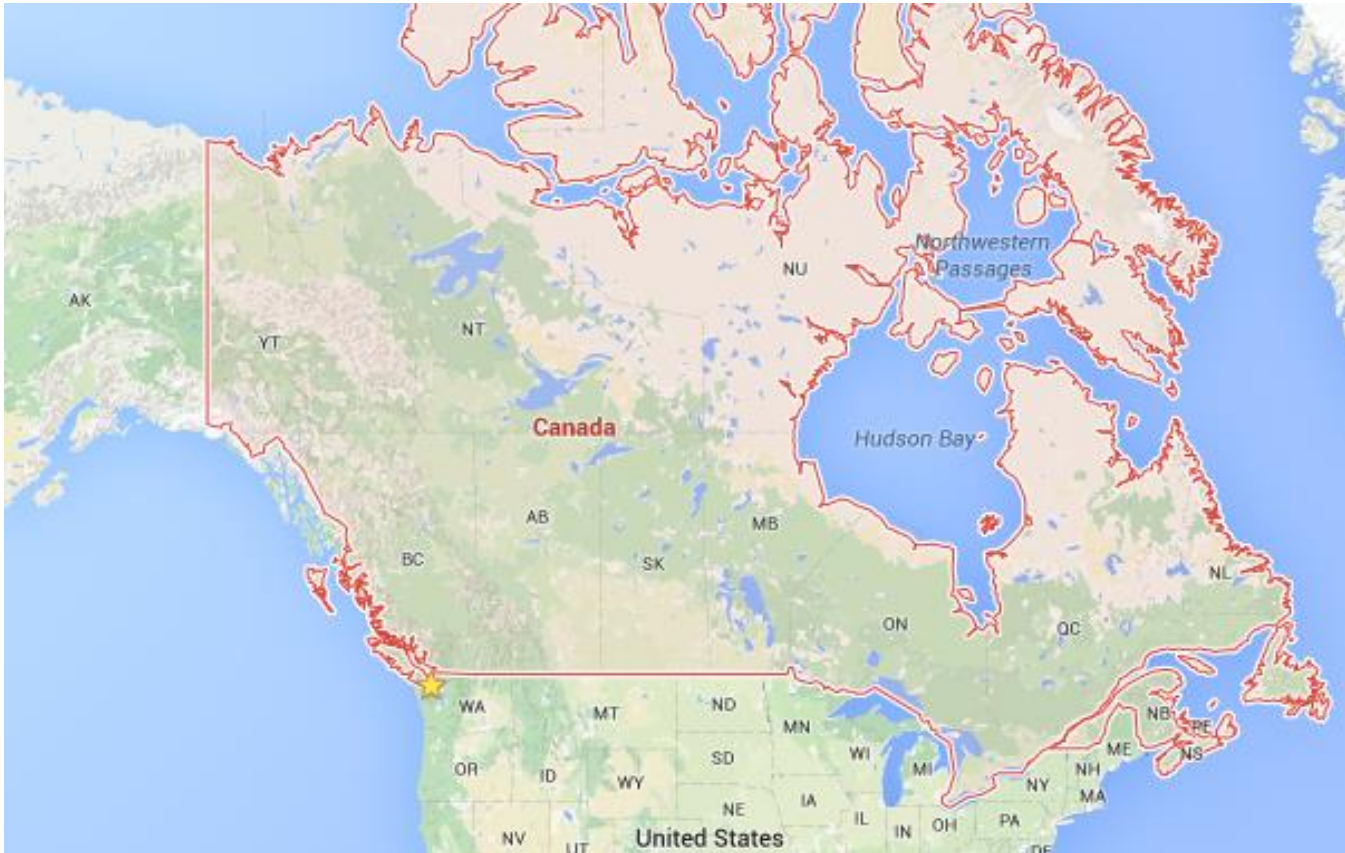 Northwestern
Passages
NU
AK
NT
YT
Canada
Hudson Bay
AB
MB
BC
SK
NL
ON
QC
WA
ND
MT
MN
NB
PE
ME
NS
WI
SD
OR
ID
MI
NH
WY
NY
MA
IA
NE
IL
IN
OH
PA
NV
United States
UT
DE